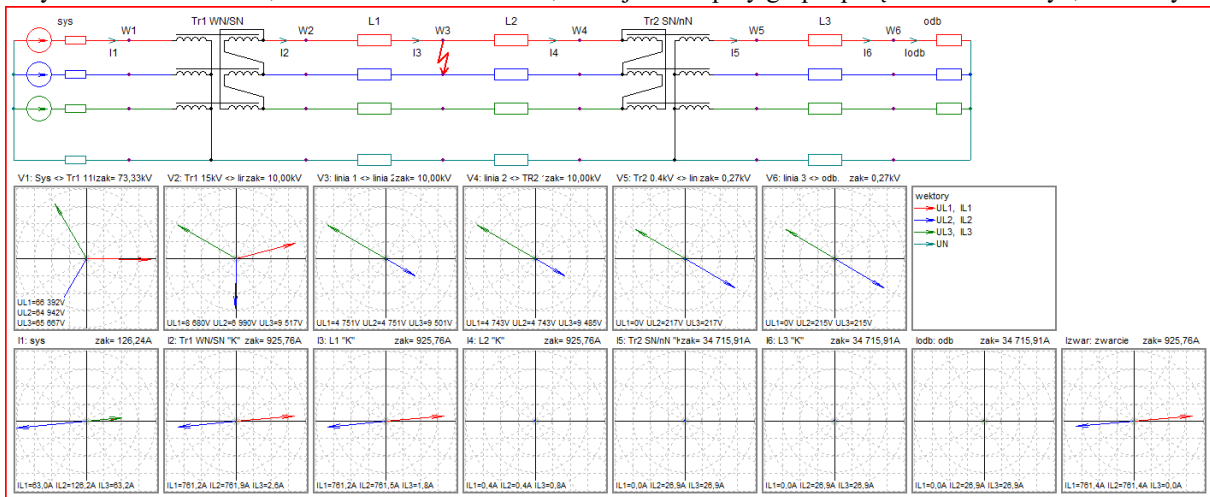 sys
Tr1 WN/SN
L1
L2
Tr2 SN/nN
L3
odb
W1
W2
W3
W4
W5
W6
I1
I2
I3
I4
I5
I6
Iodb
V1: Sys <> Tr1 11
zak= 73,33kV
V2: Tr1 15kV <> lir
zak= 10,00kV
V3: linia 1 <> linia 2
zak= 10,00kV
V4: linia 2 <> TR2
zak= 10,00kV
V5: Tr2 0.4kV <> lin
zak= 0,27kV
V6: linia 3 <> odb.
zak= 0,27kV
wektory
UL1, IL1
UL2, IL2
UL3, IL3
UN
UL1=66 392V
UL2=64 942V
UL3=65 667V
UL1=8 680V UL2=6 990V UL3=9 517V
UL1=4 751V UL2=4 751V UL3=9 501V
UL1=4 743V UL2=4 743V UL3=9 485V
UL1=0V UL2=217V UL3=217V
UL1=0V UL2=215V UL3=215V
I1: sys
zak= 126,24A
I2: Tr1 WN/SN "K"
zak= 925,76A
I3: L1 "K"
zak= 925,76A
I4: L2 "K"
zak= 925,76A
I5: Tr2 SN/nN "K
zak= 34 715,91A
I6: L3 "K"
zak= 34 715,91A
Iodb: odb
zak= 34 715,91A
Izwar: zwarcie
zak= 925,76A
IL1=63,0A IL2=126,2A IL3=63,2A
IL1=761,2A IL2=761,9A IL3=2,6A
IL1=761,2A IL2=761,5A IL3=1,8A
IL1=0,4A IL2=0,4A IL3=0,8A
IL1=0,0A IL2=26,9A IL3=26,9A
IL1=0,0A IL2=26,9A IL3=26,9A
IL1=0,0A IL2=26,9A IL3=26,9A
IL1=761,4A IL2=761,4A IL3=0,0A